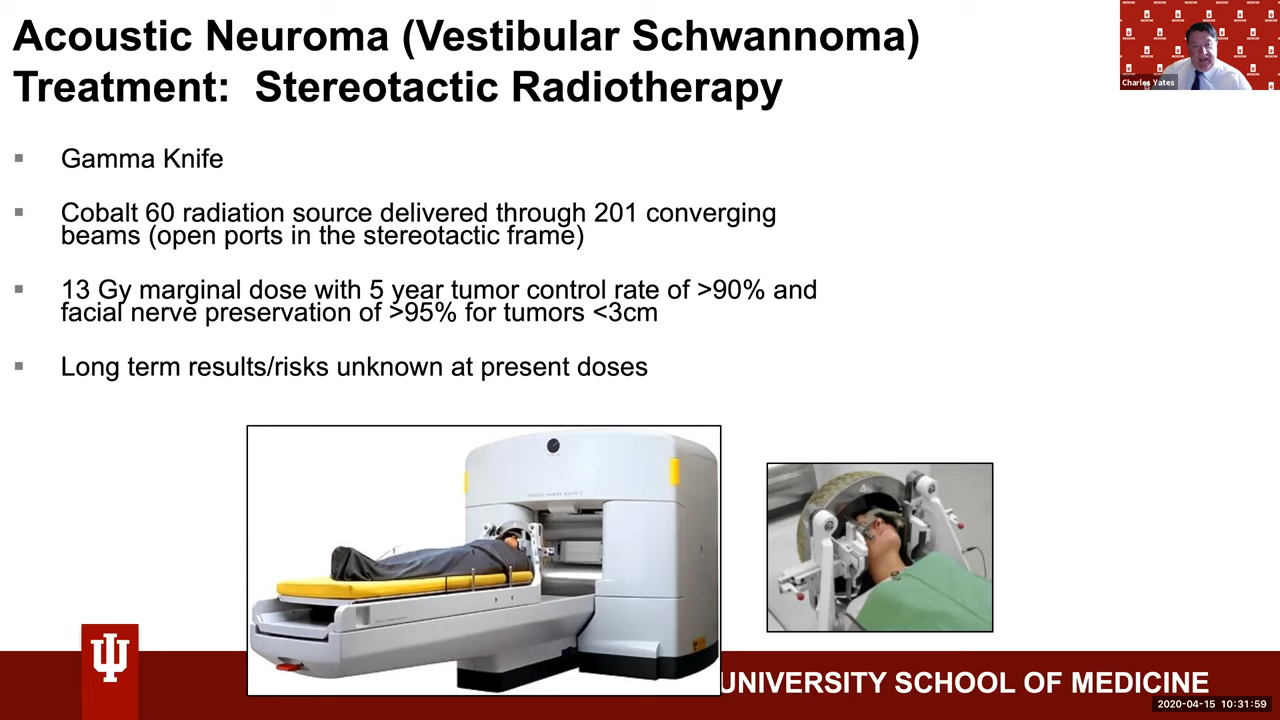 Acoustic Neuroma (Vestibular Schwannoma)
Treatment: Stereotactic Radiotherapy
Charles Yates
Gamma Knife
Cobalt 60 radiation source delivered through 201 converging
beams (open ports in the stereotactic frame)
13 Gy marginal dose with 5 year tumor control rate of >90% and
facial nerve preservation of >95% for tumors <3cm
Long term results/risks unknown at present doses
UNIVERSITY SCHOOL OF MEDICINE
2020-04-15 10:31:59